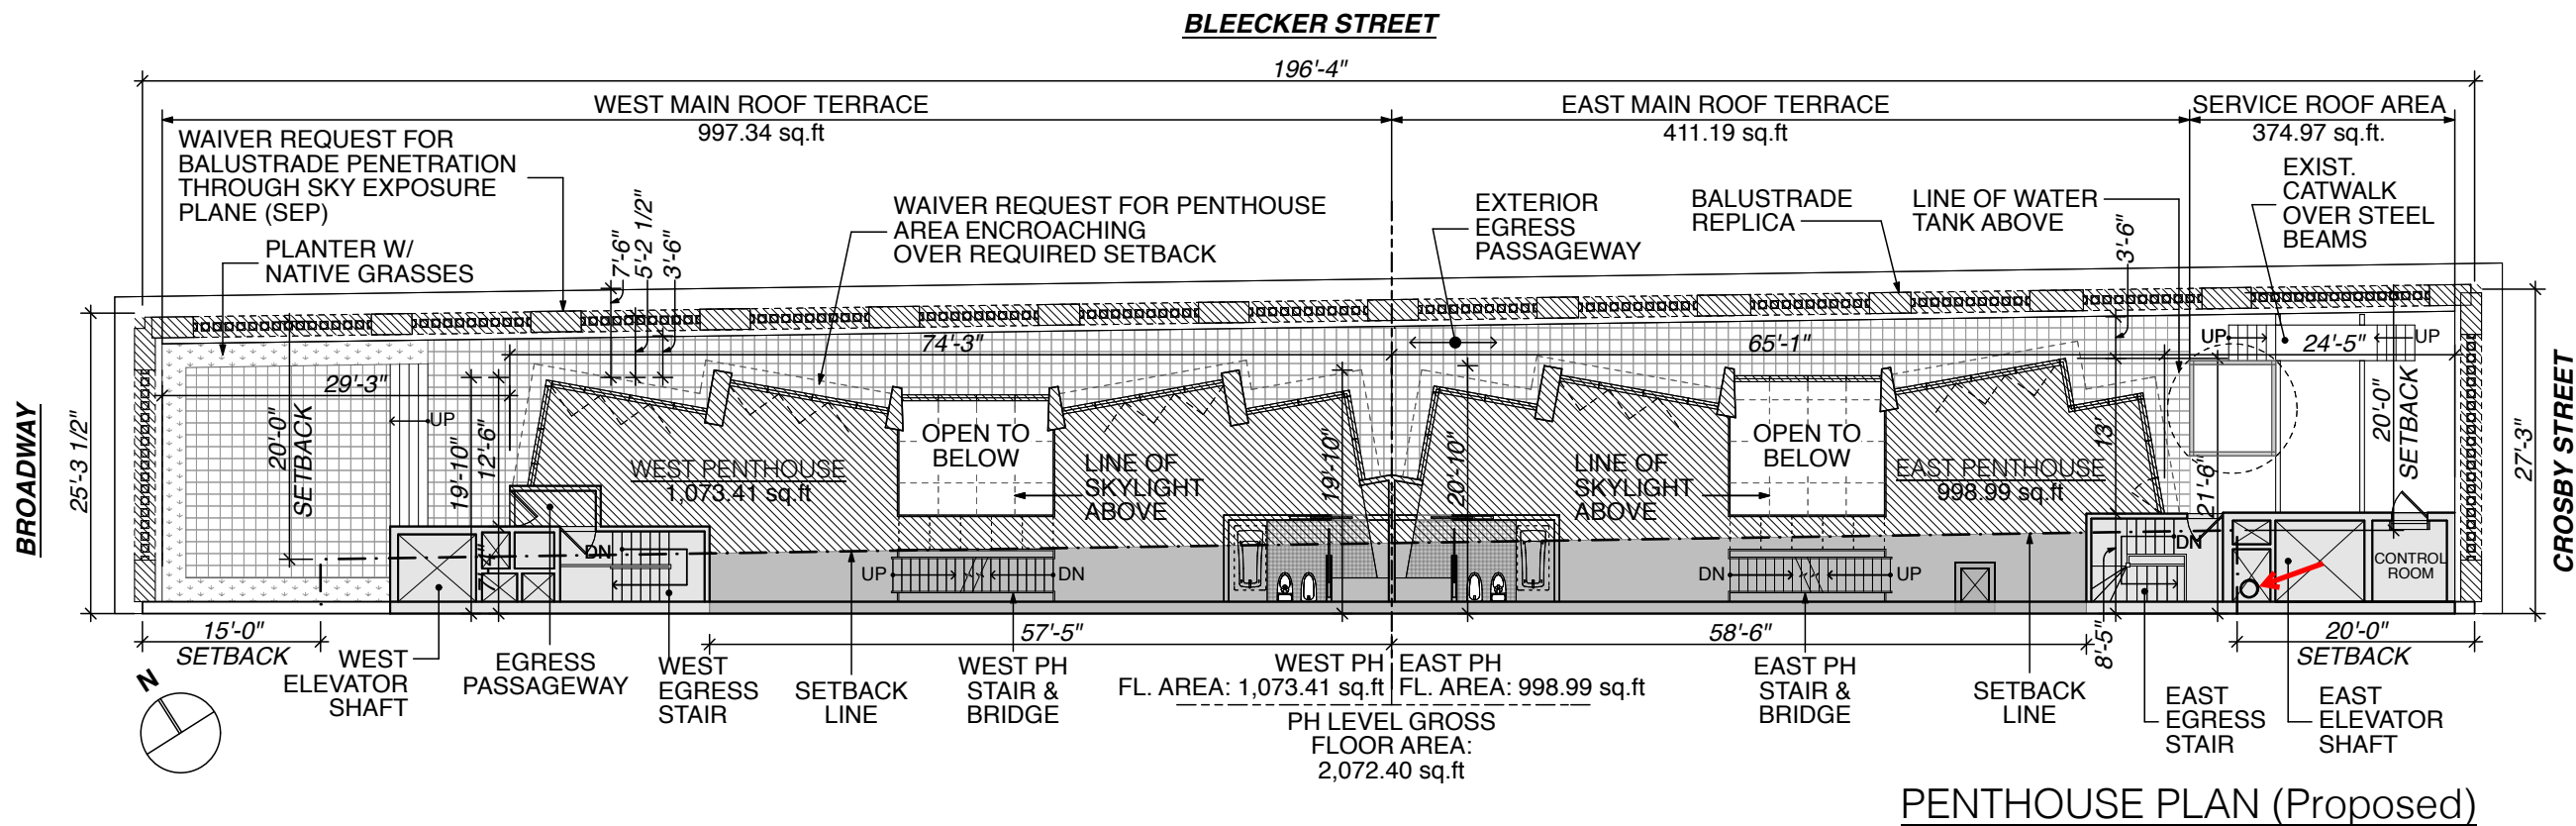 BLEECKER STREET
196'-4"
WEST MAIN ROOF TERRACE
997.34 sq.ft
EAST MAIN ROOF TERRACE
411.19 sq.ft
SERVICE ROOF AREA
374.97 sq.ft.
WAIVER REQUEST FOR
BALUSTRADE PENETRATION
THROUGH SKY EXPOSURE
PLANE (SEP)
PLANTER W/
NATIVE GRASSES
7'-6"
5'-2 1/2"
3'-6"
WAIVER REQUEST FOR PENTHOUSE
AREA ENCROACHING
OVER REQUIRED SETBACK
EXTERIOR
EGRESS
PASSAGEWAY
BALUSTRADE
REPLICA
LINE OF WATER
TANK ABOVE
3'-6"
EXIST.
CATWALK
OVER STEEL
BEAMS
BROADWAY
25'-3 1/2"
29'-3"
20'-0"
SETBACK
UP
19'-10"
12'-6"
74'-3"
65'-1"
UP
24'-5"
UP
20'-0"
SETBACK
27'-3"
CROSBY STREET
WEST PENTHOUSE
1,073.41 sq.ft
OPEN TO
BELOW
LINE OF
SKYLIGHT
ABOVE
19'-10"
20'-10"
LINE OF
SKYLIGHT
ABOVE
OPEN TO
BELOW
EAST PENTHOUSE
998.99 sq.ft
13'
21'-6"
DN
UP
DN
DN
UP
DN
CONTROL
ROOM
15'-0"
SETBACK
57'-5"
58'-6"
8'-5"
20'-0"
SETBACK
N
WEST
ELEVATOR
SHAFT
EGRESS
PASSAGEWAY
WEST
EGRESS
STAIR
SETBACK
LINE
WEST PH
STAIR &
BRIDGE
WEST PH
FL. AREA: 1,073.41 sq.ft
EAST PH
FL. AREA: 998.99 sq.ft
PH LEVEL GROSS
FLOOR AREA:
2,072.40 sq.ft
EAST PH
STAIR &
BRIDGE
SETBACK
LINE
EAST
EGRESS
STAIR
EAST
ELEVATOR
SHAFT
PENTHOUSE PLAN (Proposed)